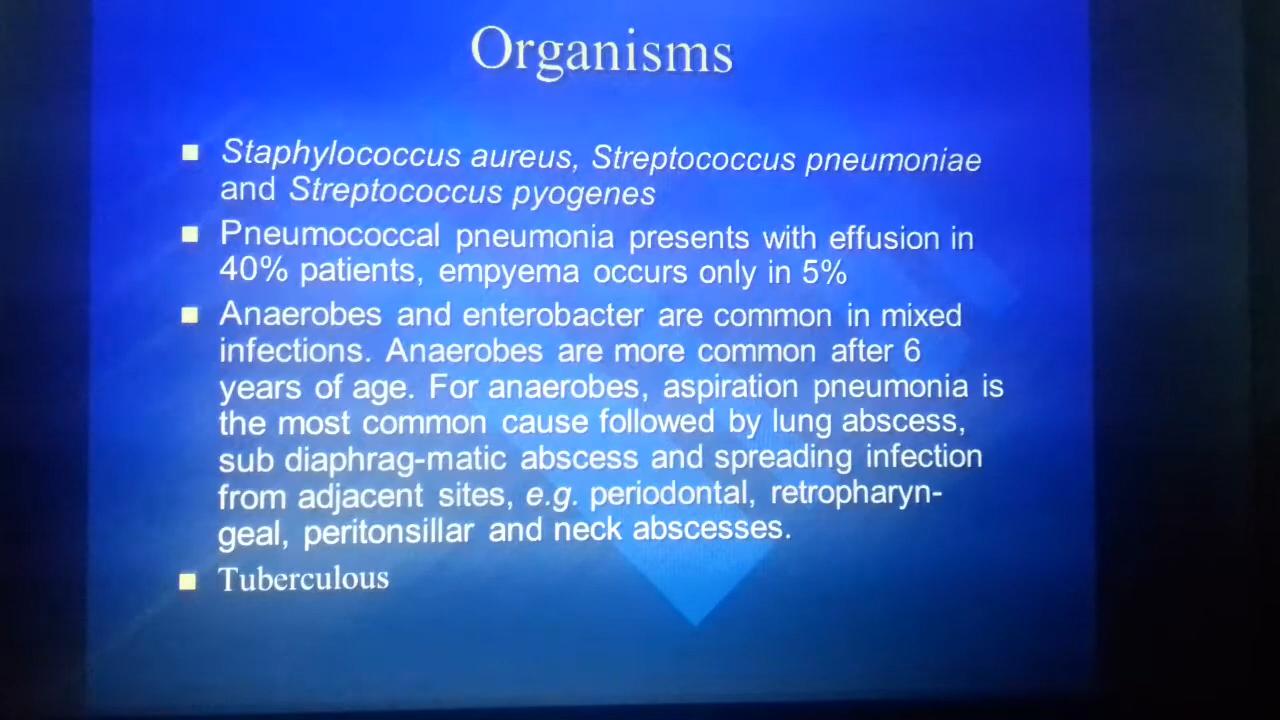 Organisms
Staphylococcus aureus, Streptococcus pneumoniae
and Streptococcus pyogenes
Pneumococcal pneumonia presents with effusion in
40% patients, empyema occurs only in 5%
Anaerobes and enterobacter are common in mixed
infections. Anaerobes are more common after 6
years of age. For anaerobes, aspiration pneumonia is
the most common cause followed by lung abscess,
sub diaphrag-matic abscess and spreading infection
from adjacent sites, e.g. periodontal, retropharyn-
geal, peritonsillar and neck abscesses.
Tuberculous